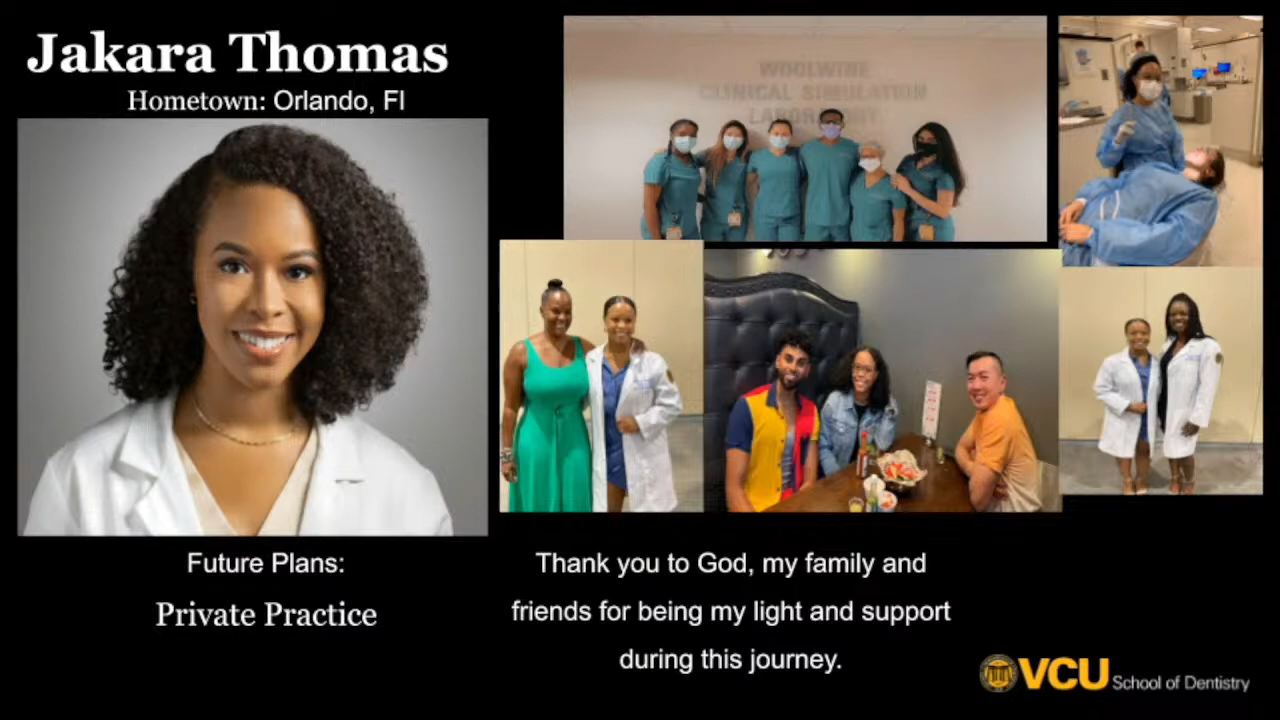 Jakara Thomas
Hometown: Orlando, Fl
WOOLWINE
CLINICAL SIMULATION
LABORATORY
Future Plans:
Private Practice
Thank you to God, my family and
friends for being my light and support
during this journey.
VCU School of Dentistry